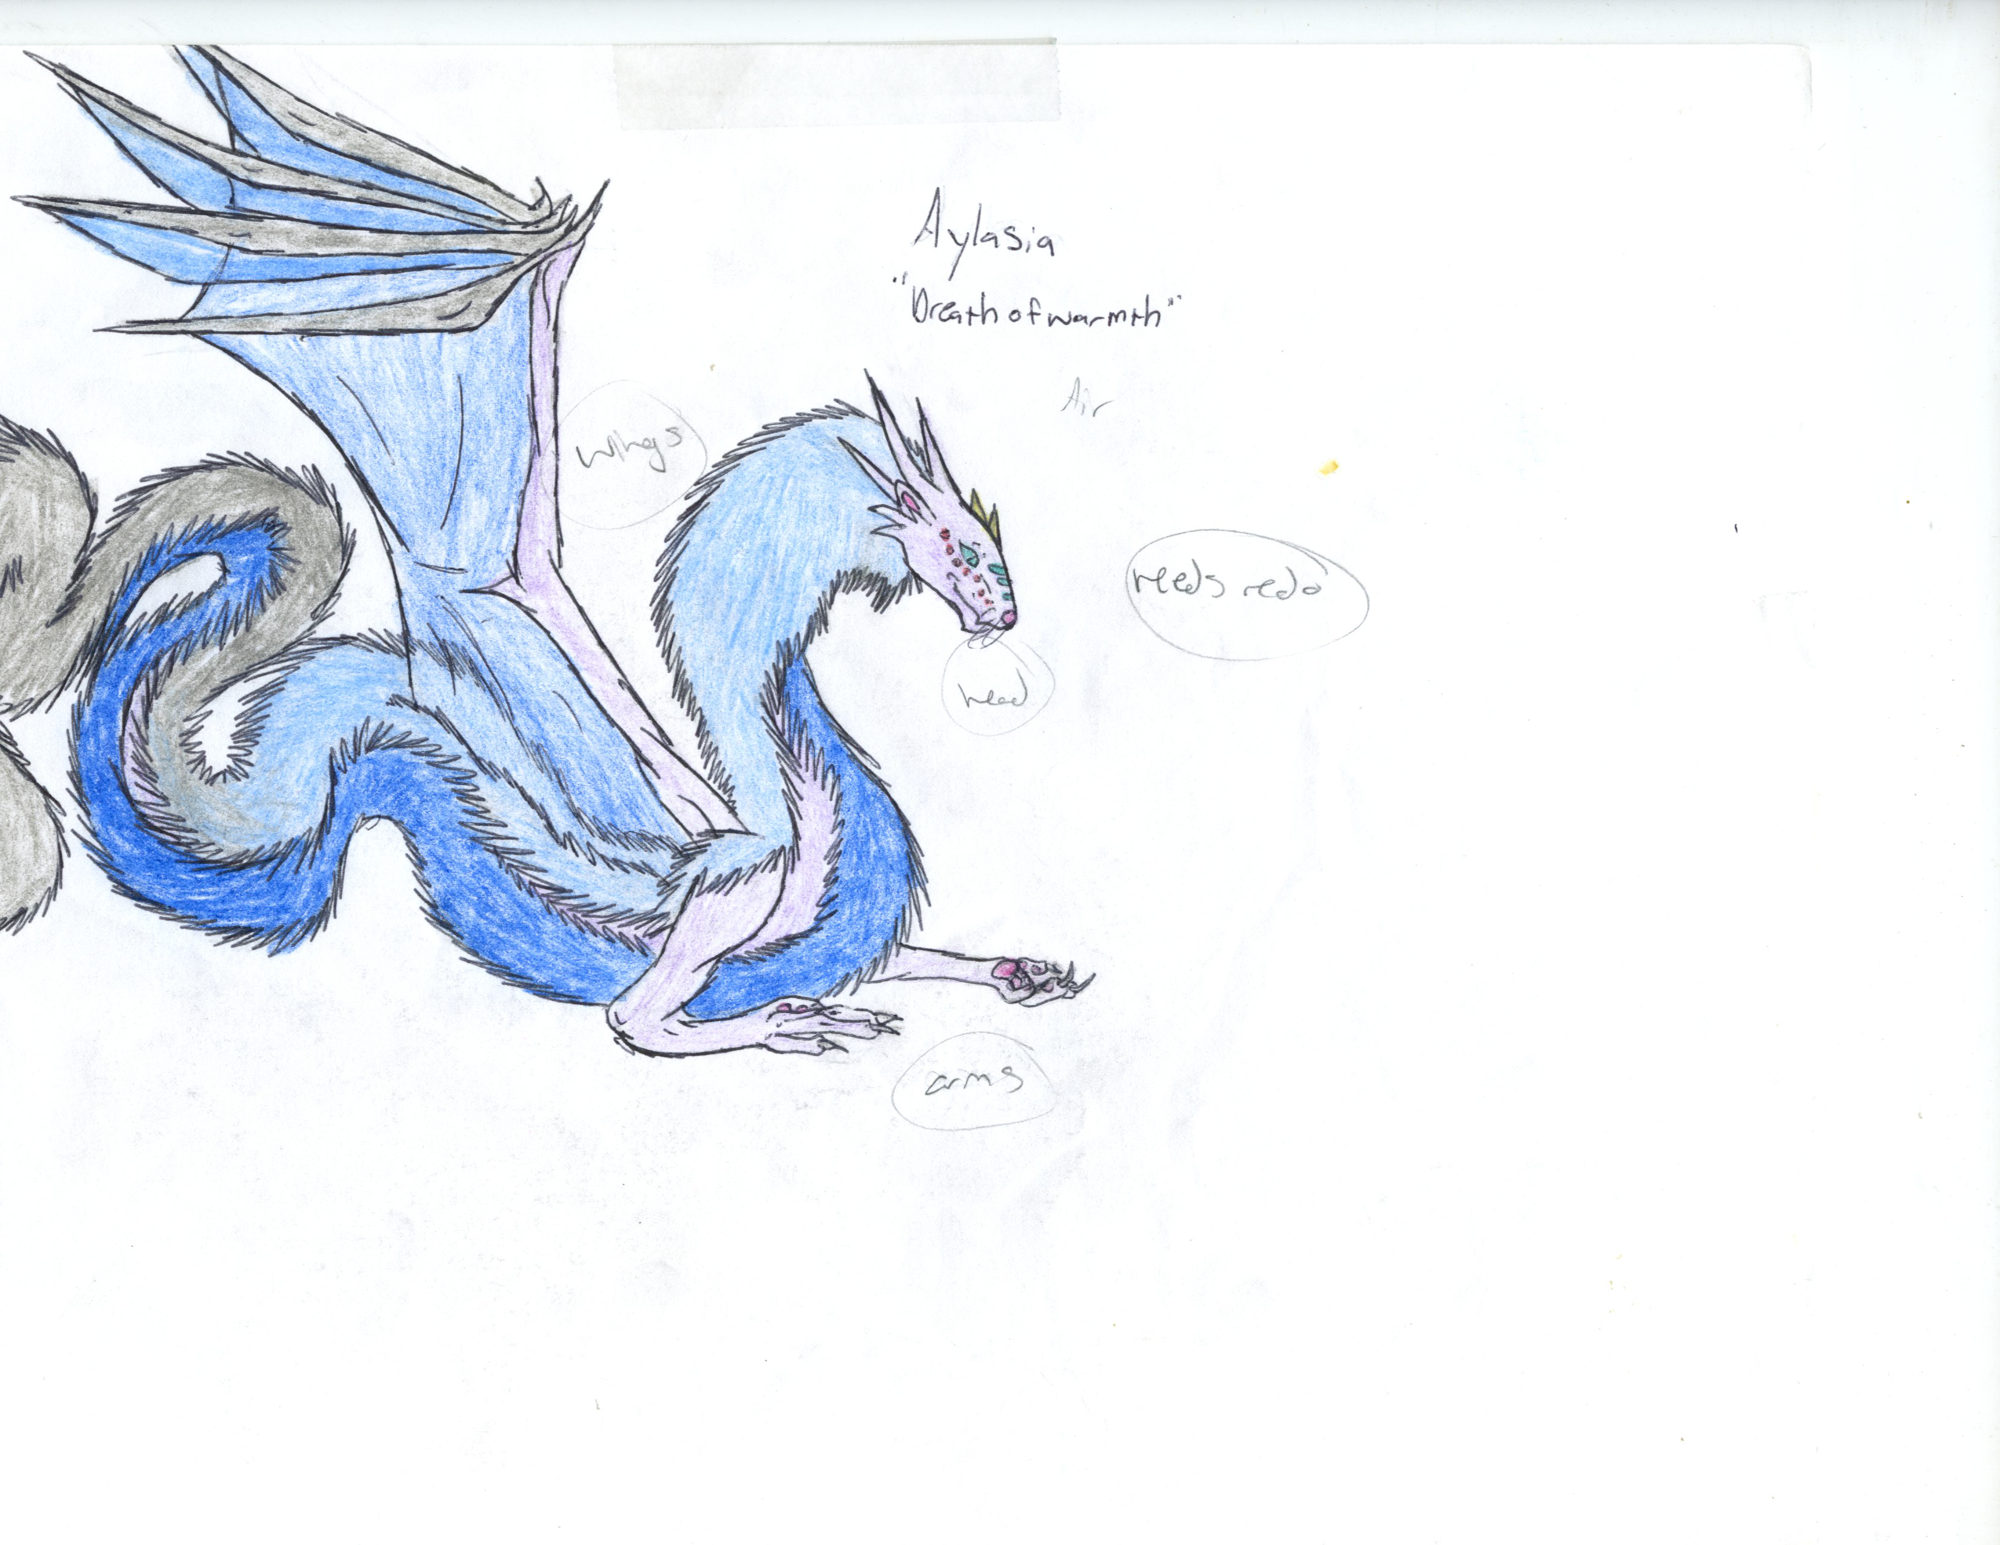 Aylasia
"Breath of warmth"
Air
wings
needs redo
head
arms